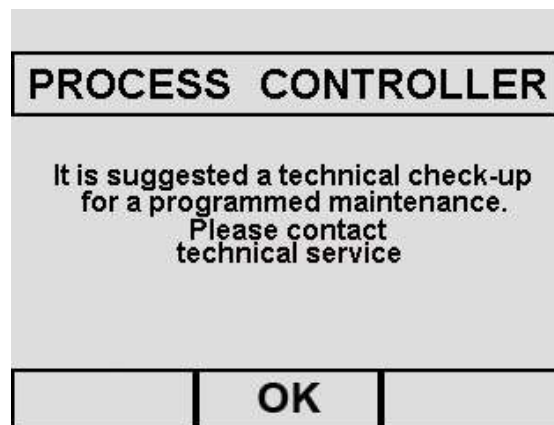 PROCESS CONTROLLER
It is suggested a technical check-up
for a programmed maintenance.
Please contact
technical service
OK